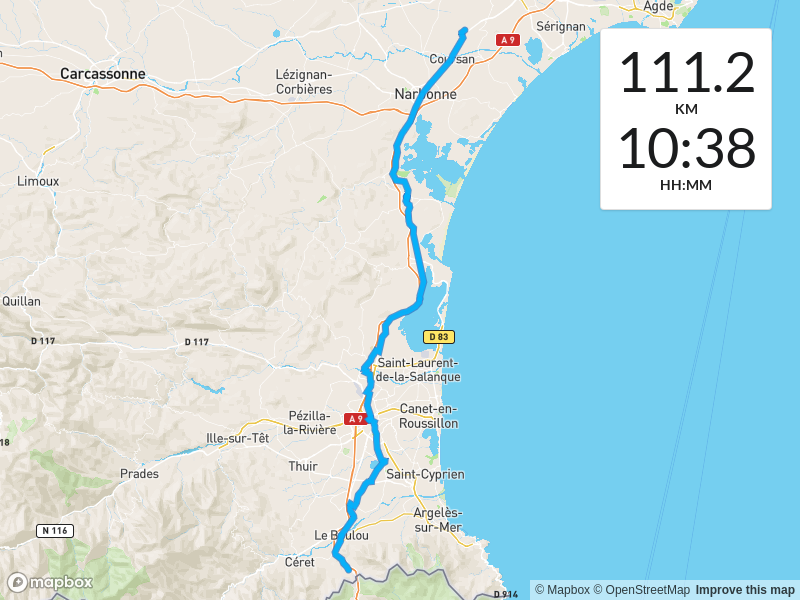 Agde
Sérignan
A 9
Coursan
Carcassonne
Lézignan-
Corbières
Narbonne
111.2
KM
10:38
HH:MM
Limoux
Quillan
D 117
D 117
D 83
Saint-Laurent-
de-la-Salanque
Pézilla-
la-Rivière
A 9
Canet-en-
Roussillon
18
Ille-sur-Têt
Prades
Thuir
Saint-Cyprien
N 116
Argelès-
sur-Mer
Le Boulou
Céret
mapbox
D 914
© Mapbox © OpenStreetMap Improve this map